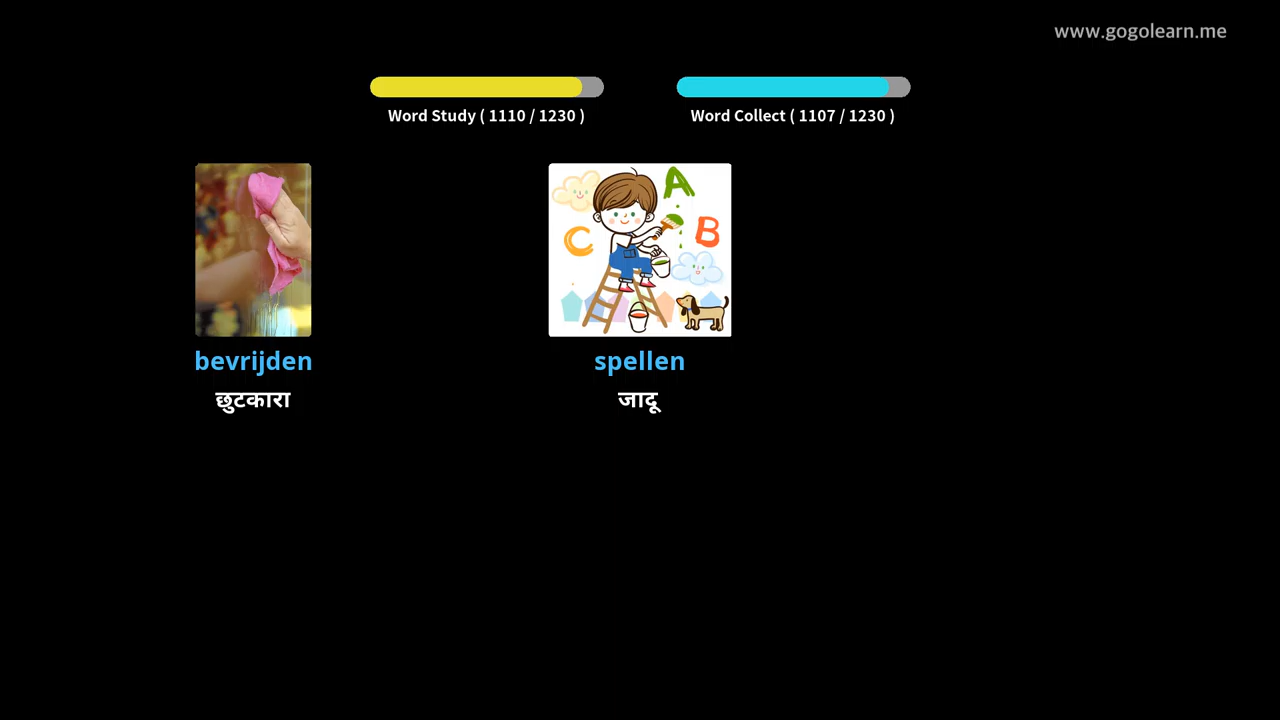 www.gogolearn.me
Word Study ( 1110 / 1230 )
Word Collect ( 1107 / 1230 )
A
B
C
bevrijden
spellen
छुटकारा
जादू